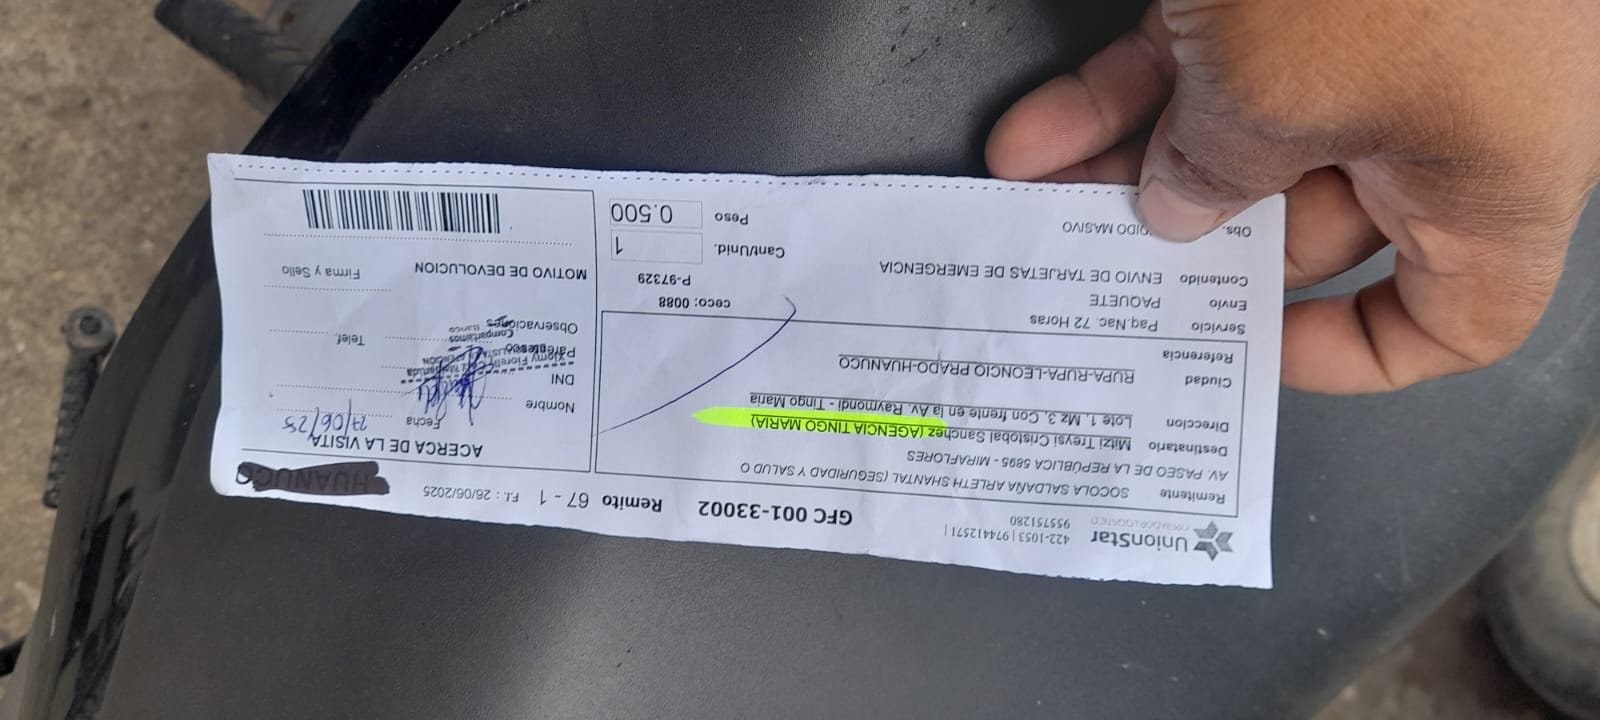 UnionStar
OPERADOR LOGISTICO
422-1053 | 974412571 |
955751280
GFC 001-33002
Remito 67 - 1
F.I. : 26/06/2025
HUANUCO
Remitente SOCOLA SALDAÑA SHANTAL ARLETH (SEGURIDAD Y SALUD O
AV. PASEO DE LA REPÚBLICA 5895 - MIRAFLORES
Destinatario Mitzi Treysi Cristobal Sanchez (AGENCIA TINGO MARIA)
Direccion Lote 1, Mz 3, Con frente en la Av. Raymondi - Tingo Maria
Ciudad RUPA-RUPA-LEONCIO PRADO-HUANUCO
Referencia
Servicio Paq.Nac. 72 Horas
ceco: 0088
Envio PAQUETE
P-97329
Contenido ENVIO DE TARJETAS DE EMERGENCIA
Cant/Unid. 1
Obs. MASIVO
Peso 0.500
ACERCA DE LA VISITA
Fecha 27/06/25
Nombre
DNI
Parentesco
Telef.
Observaciones
Compartamos
Banco
MOTIVO DE DEVOLUCION
Firma y Sello